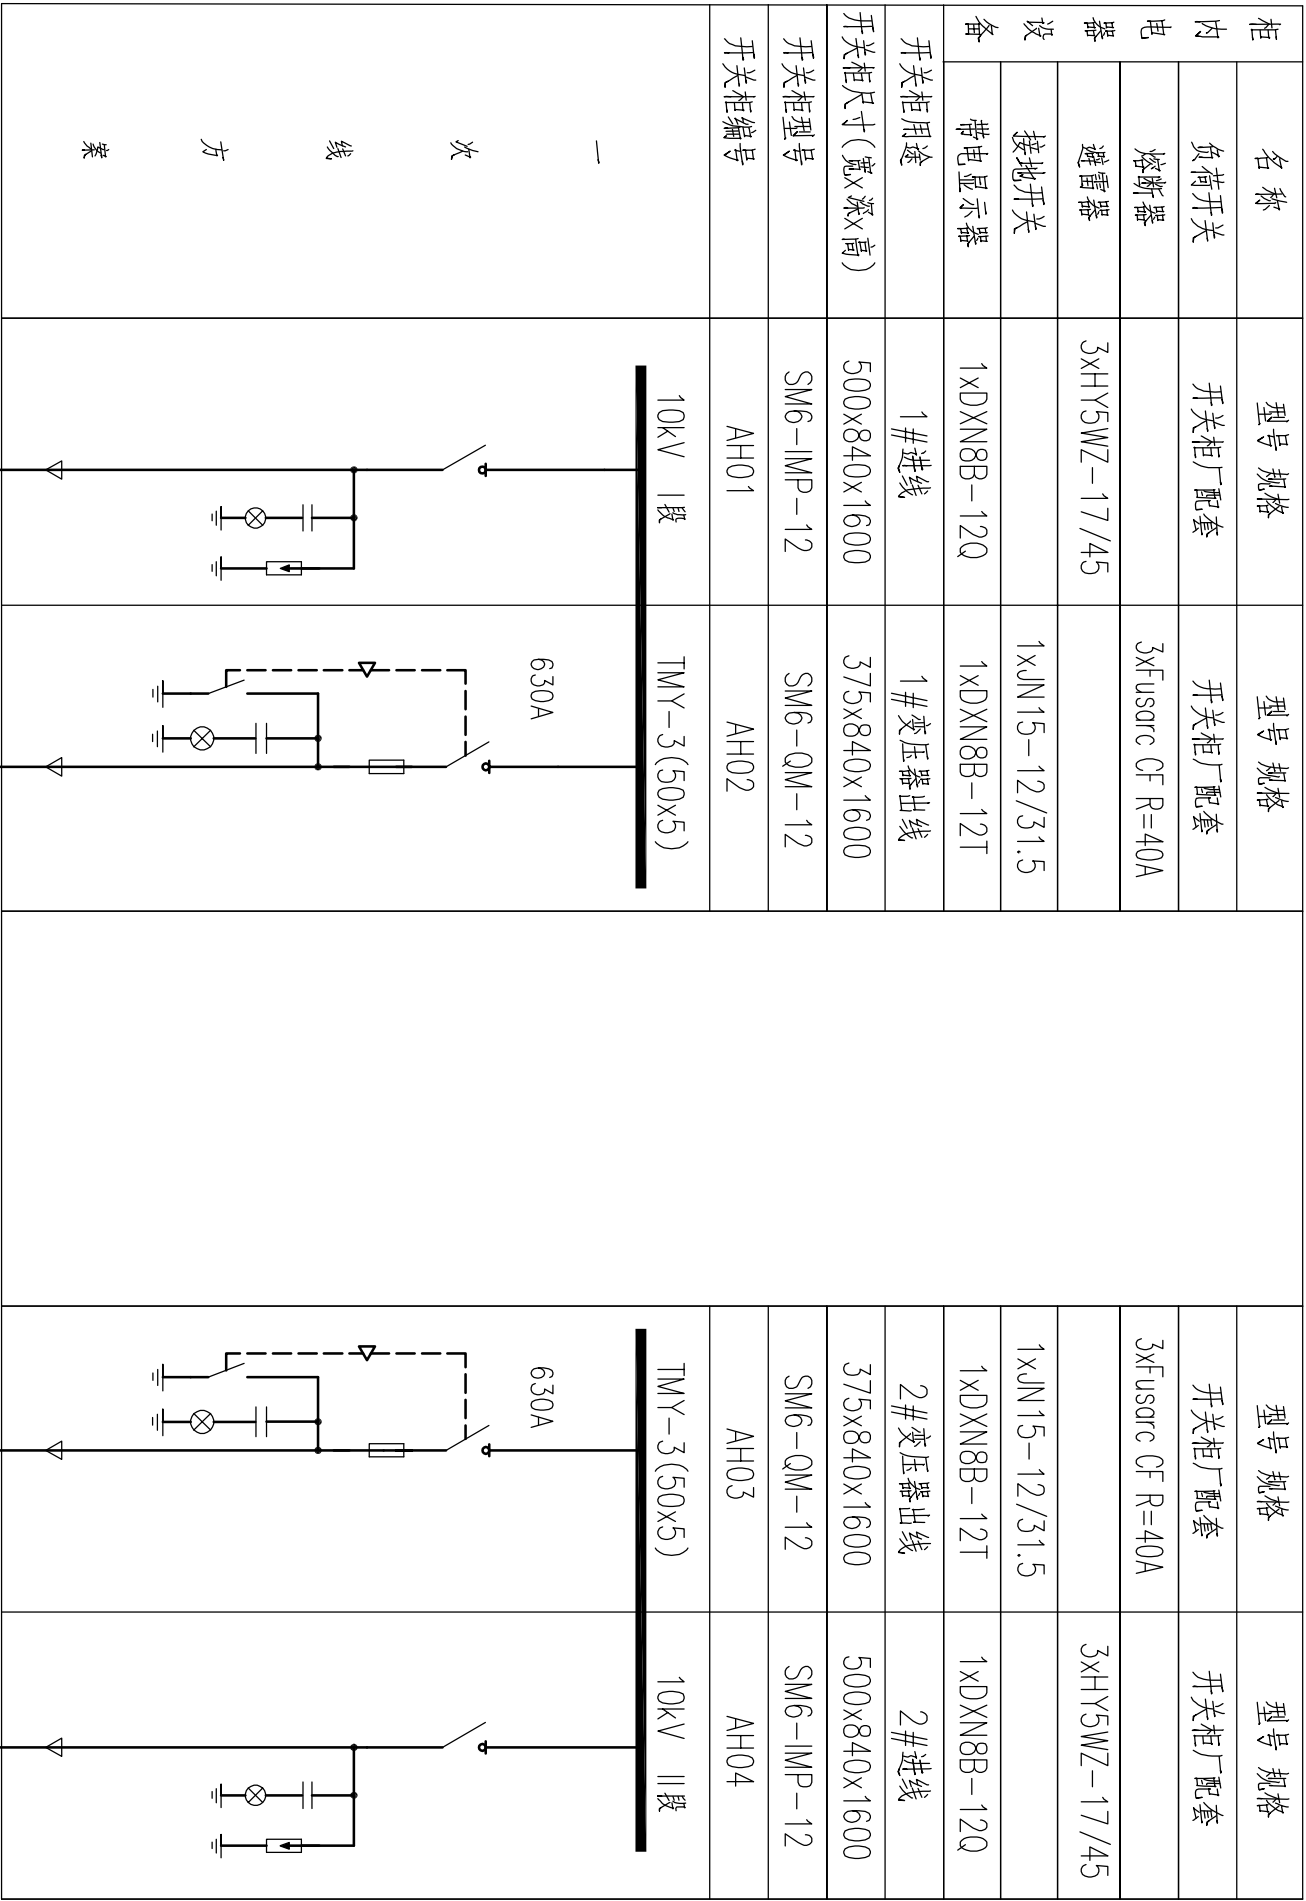 柜 名 称 型号 规格 型号 规格 型号 规格 型号 规格
内 负荷开关 开关柜厂配套 开关柜厂配套 开关柜厂配套 开关柜厂配套
电 熔断器 3xFusarc CF R=40A 3xFusarc CF R=40A
器 避雷器 3xHY5WZ-17/45 3xHY5WZ-17/45
设 接地开关 1xJN15-12/31.5 1xJN15-12/31.5
备 带电显示器 1xDXN8B-12Q 1xDXN8B-12T 1xDXN8B-12T 1xDXN8B-12Q
开关柜用途 1#进线 1#变压器出线 2#变压器出线 2#进线
开关柜尺寸(宽x深x高) 500x840x1600 375x840x1600 375x840x1600 500x840x1600
开关柜型号 SM6-IMP-12 SM6-QM-12 SM6-QM-12 SM6-IMP-12
开关柜编号 AH01 AH02 AH03 AH04
10kV I段 TMY-3(50x5) TMY-3(50x5) 10kV II段
630A 630A
一
次
线
方
案